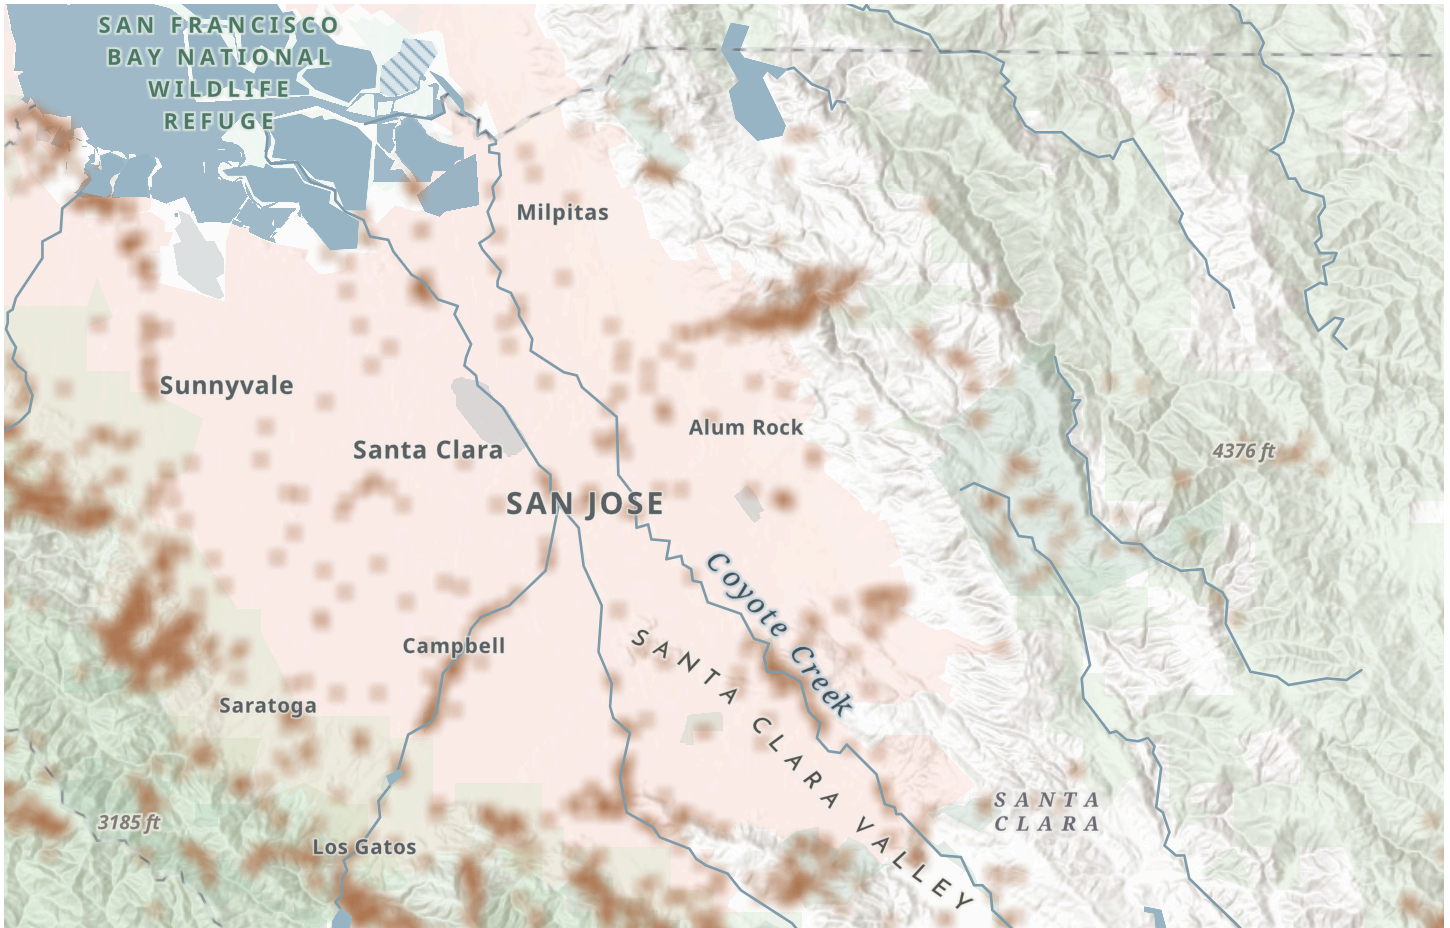 SAN FRANCISCO
BAY NATIONAL
WILDLIFE
REFUGE
Milpitas
Sunnyvale
Alum Rock
Santa Clara
4376 ft
SAN JOSE
Coyote Creek
Campbell
SANTA CLARA VALLEY
Saratoga
SANTA
CLARA
3185 ft
Los Gatos